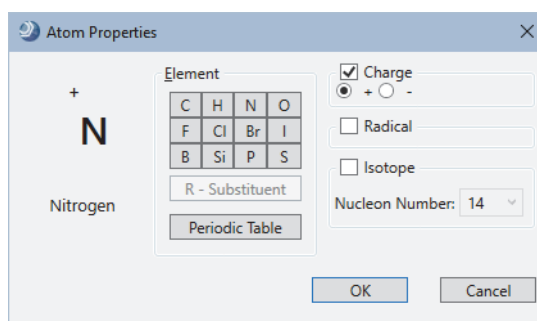 Atom Properties
+
N
Nitrogen
Element
C H N O
F Cl Br I
B Si P S
R - Substituent
Periodic Table
Charge
+ -
Radical
Isotope
Nucleon Number: 14
OK Cancel